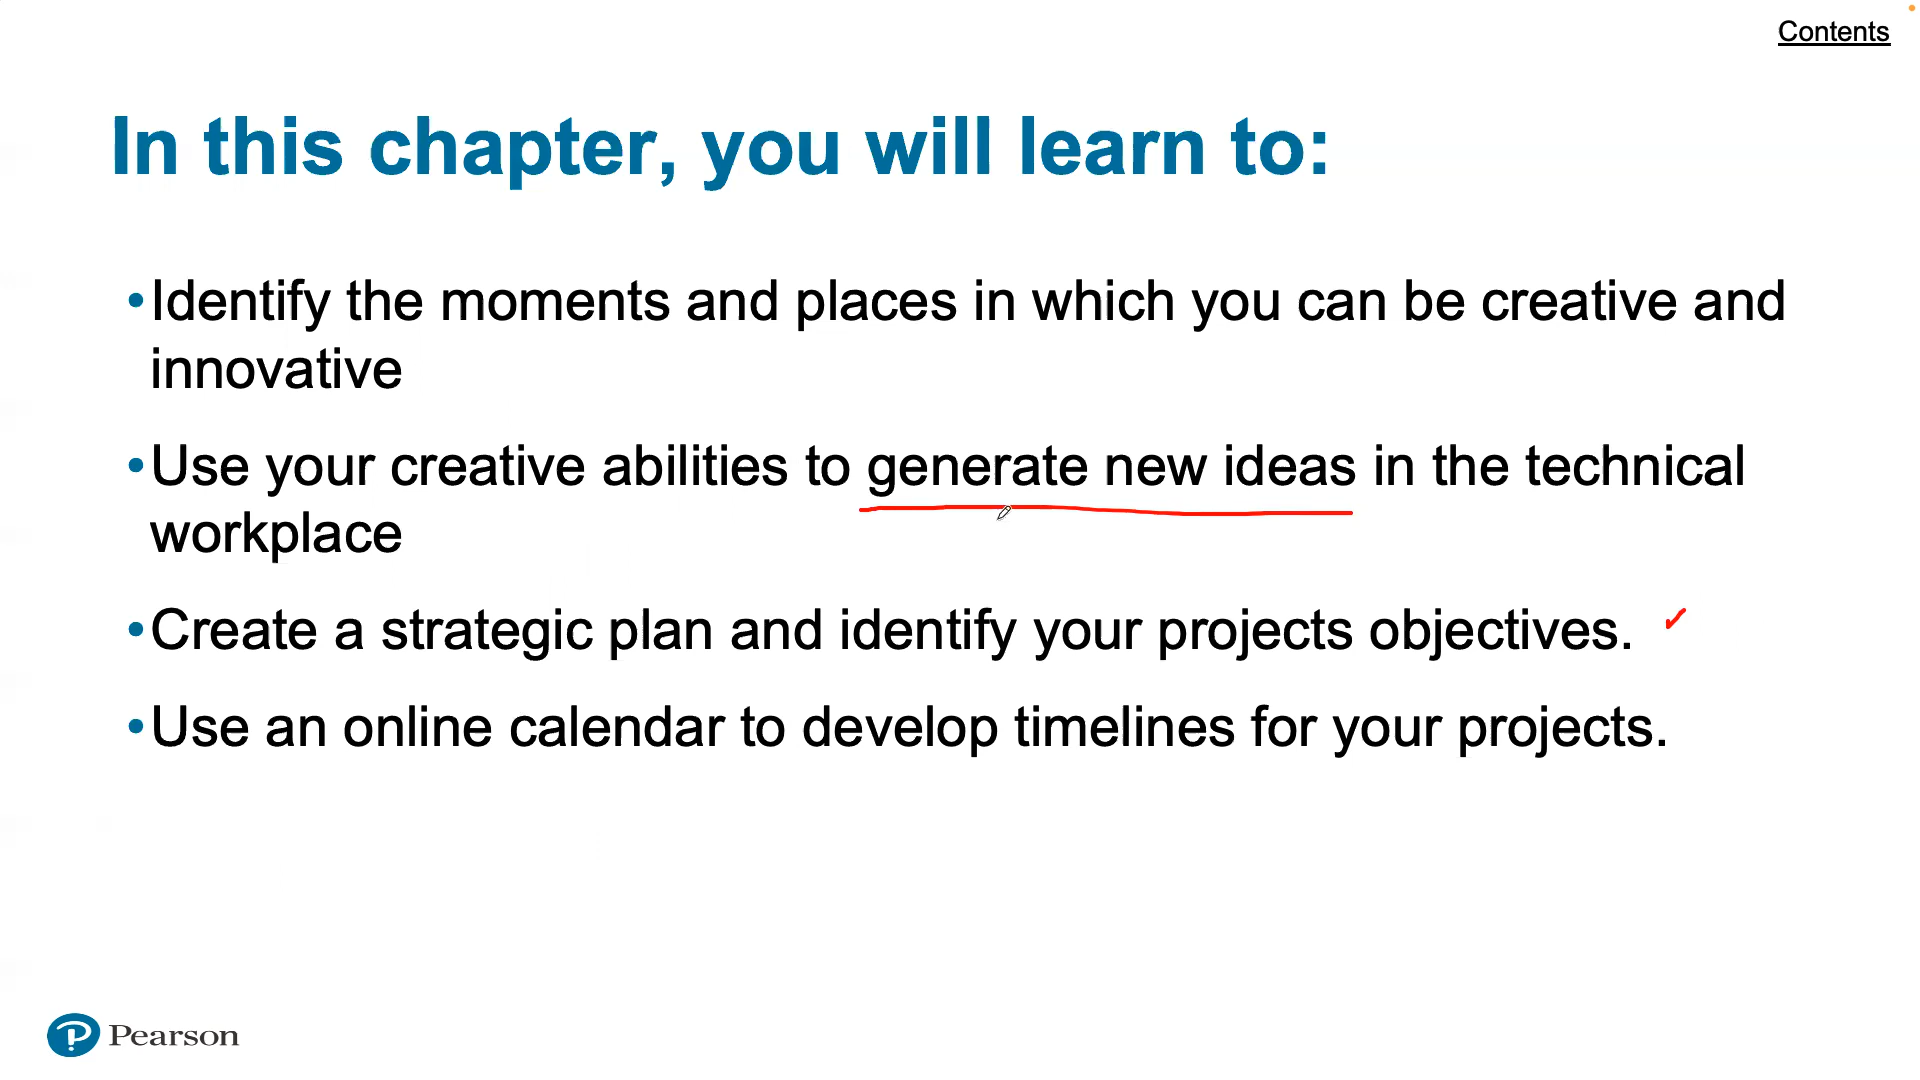 Contents
In this chapter, you will learn to:
•Identify the moments and places in which you can be creative and
innovative
•Use your creative abilities to generate new ideas in the technical
workplace
•Create a strategic plan and identify your projects objectives.
•Use an online calendar to develop timelines for your projects.
Pearson